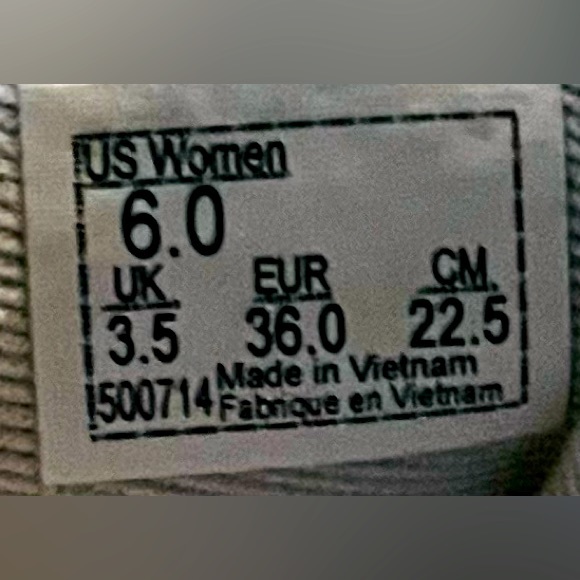 US Women
6.0
UK EUR CM
3.5 36.0 22.5
Made in Vietnam
1500714 Fabrique en Vietnam